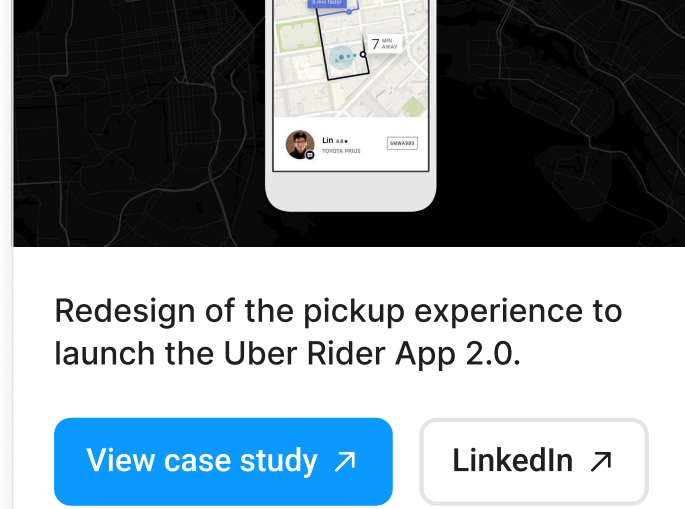 6 min faster
7 MIN
AWAY
Lin 4.8★
TOYOTA PRIUS
6MWA989
Redesign of the pickup experience to
launch the Uber Rider App 2.0.
View case study ↗
LinkedIn ↗